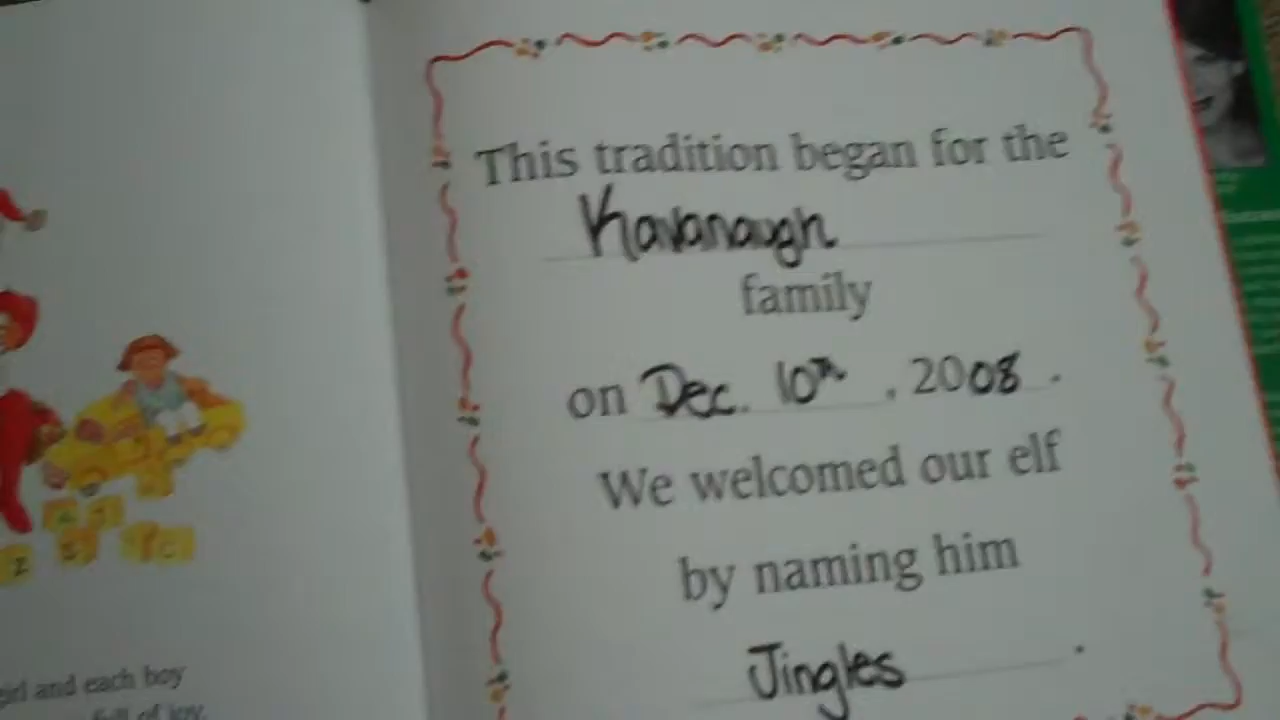 This tradition began for the
Kavanaugh
family
on Dec. 10th, 2008.
We welcomed our elf
by naming him
Jingles.
girl and each boy
full of joy.